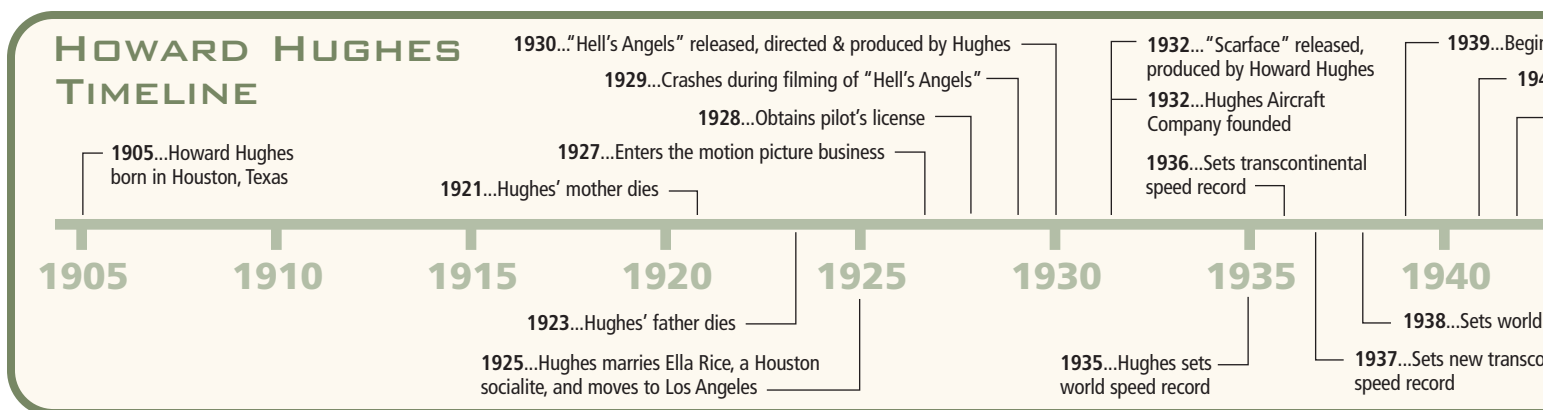 HOWARD HUGHES
TIMELINE
1930..."Hell's Angels" released, directed & produced by Hughes
1929...Crashes during filming of "Hell's Angels"
1928...Obtains pilot's license
1927...Enters the motion picture business
1921...Hughes' mother dies
1905...Howard Hughes
born in Houston, Texas
1932..."Scarface" released,
produced by Howard Hughes
1932...Hughes Aircraft
Company founded
1936...Sets transcontinental
speed record
1939...
1905 1910 1915 1920 1925 1930 1935 1940
1923...Hughes' father dies
1925...Hughes marries Ella Rice, a Houston
socialite, and moves to Los Angeles
1935...Hughes sets
world speed record
1938...Sets world
1937...Sets new
speed record